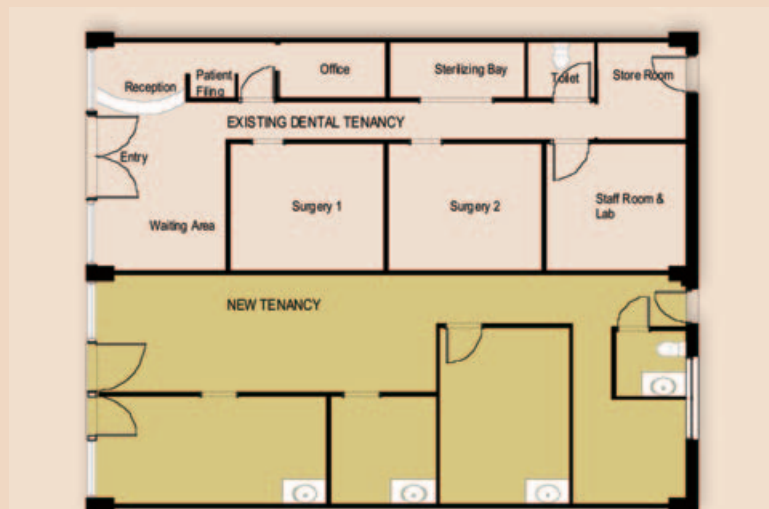 Reception
Patient
Filing
Office
Sterilizing Bay
Toilet
Store Room
EXISTING DENTAL TENANCY
Entry
Waiting Area
Surgery 1
Surgery 2
Staff Room &
Lab
NEW TENANCY